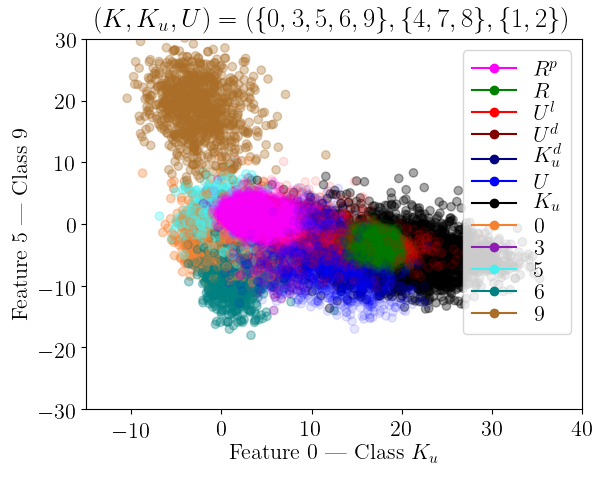 (K, K_u, U) = ({0, 3, 5, 6, 9}, {4, 7, 8}, {1, 2})
30
20
10
0
−10
−20
−30
Feature 5 — Class 9
R^p
R
U^l
U^d
K_u^d
U
K_u
0
3
5
6
9
−10
0
10
20
30
40
Feature 0 — Class K_u